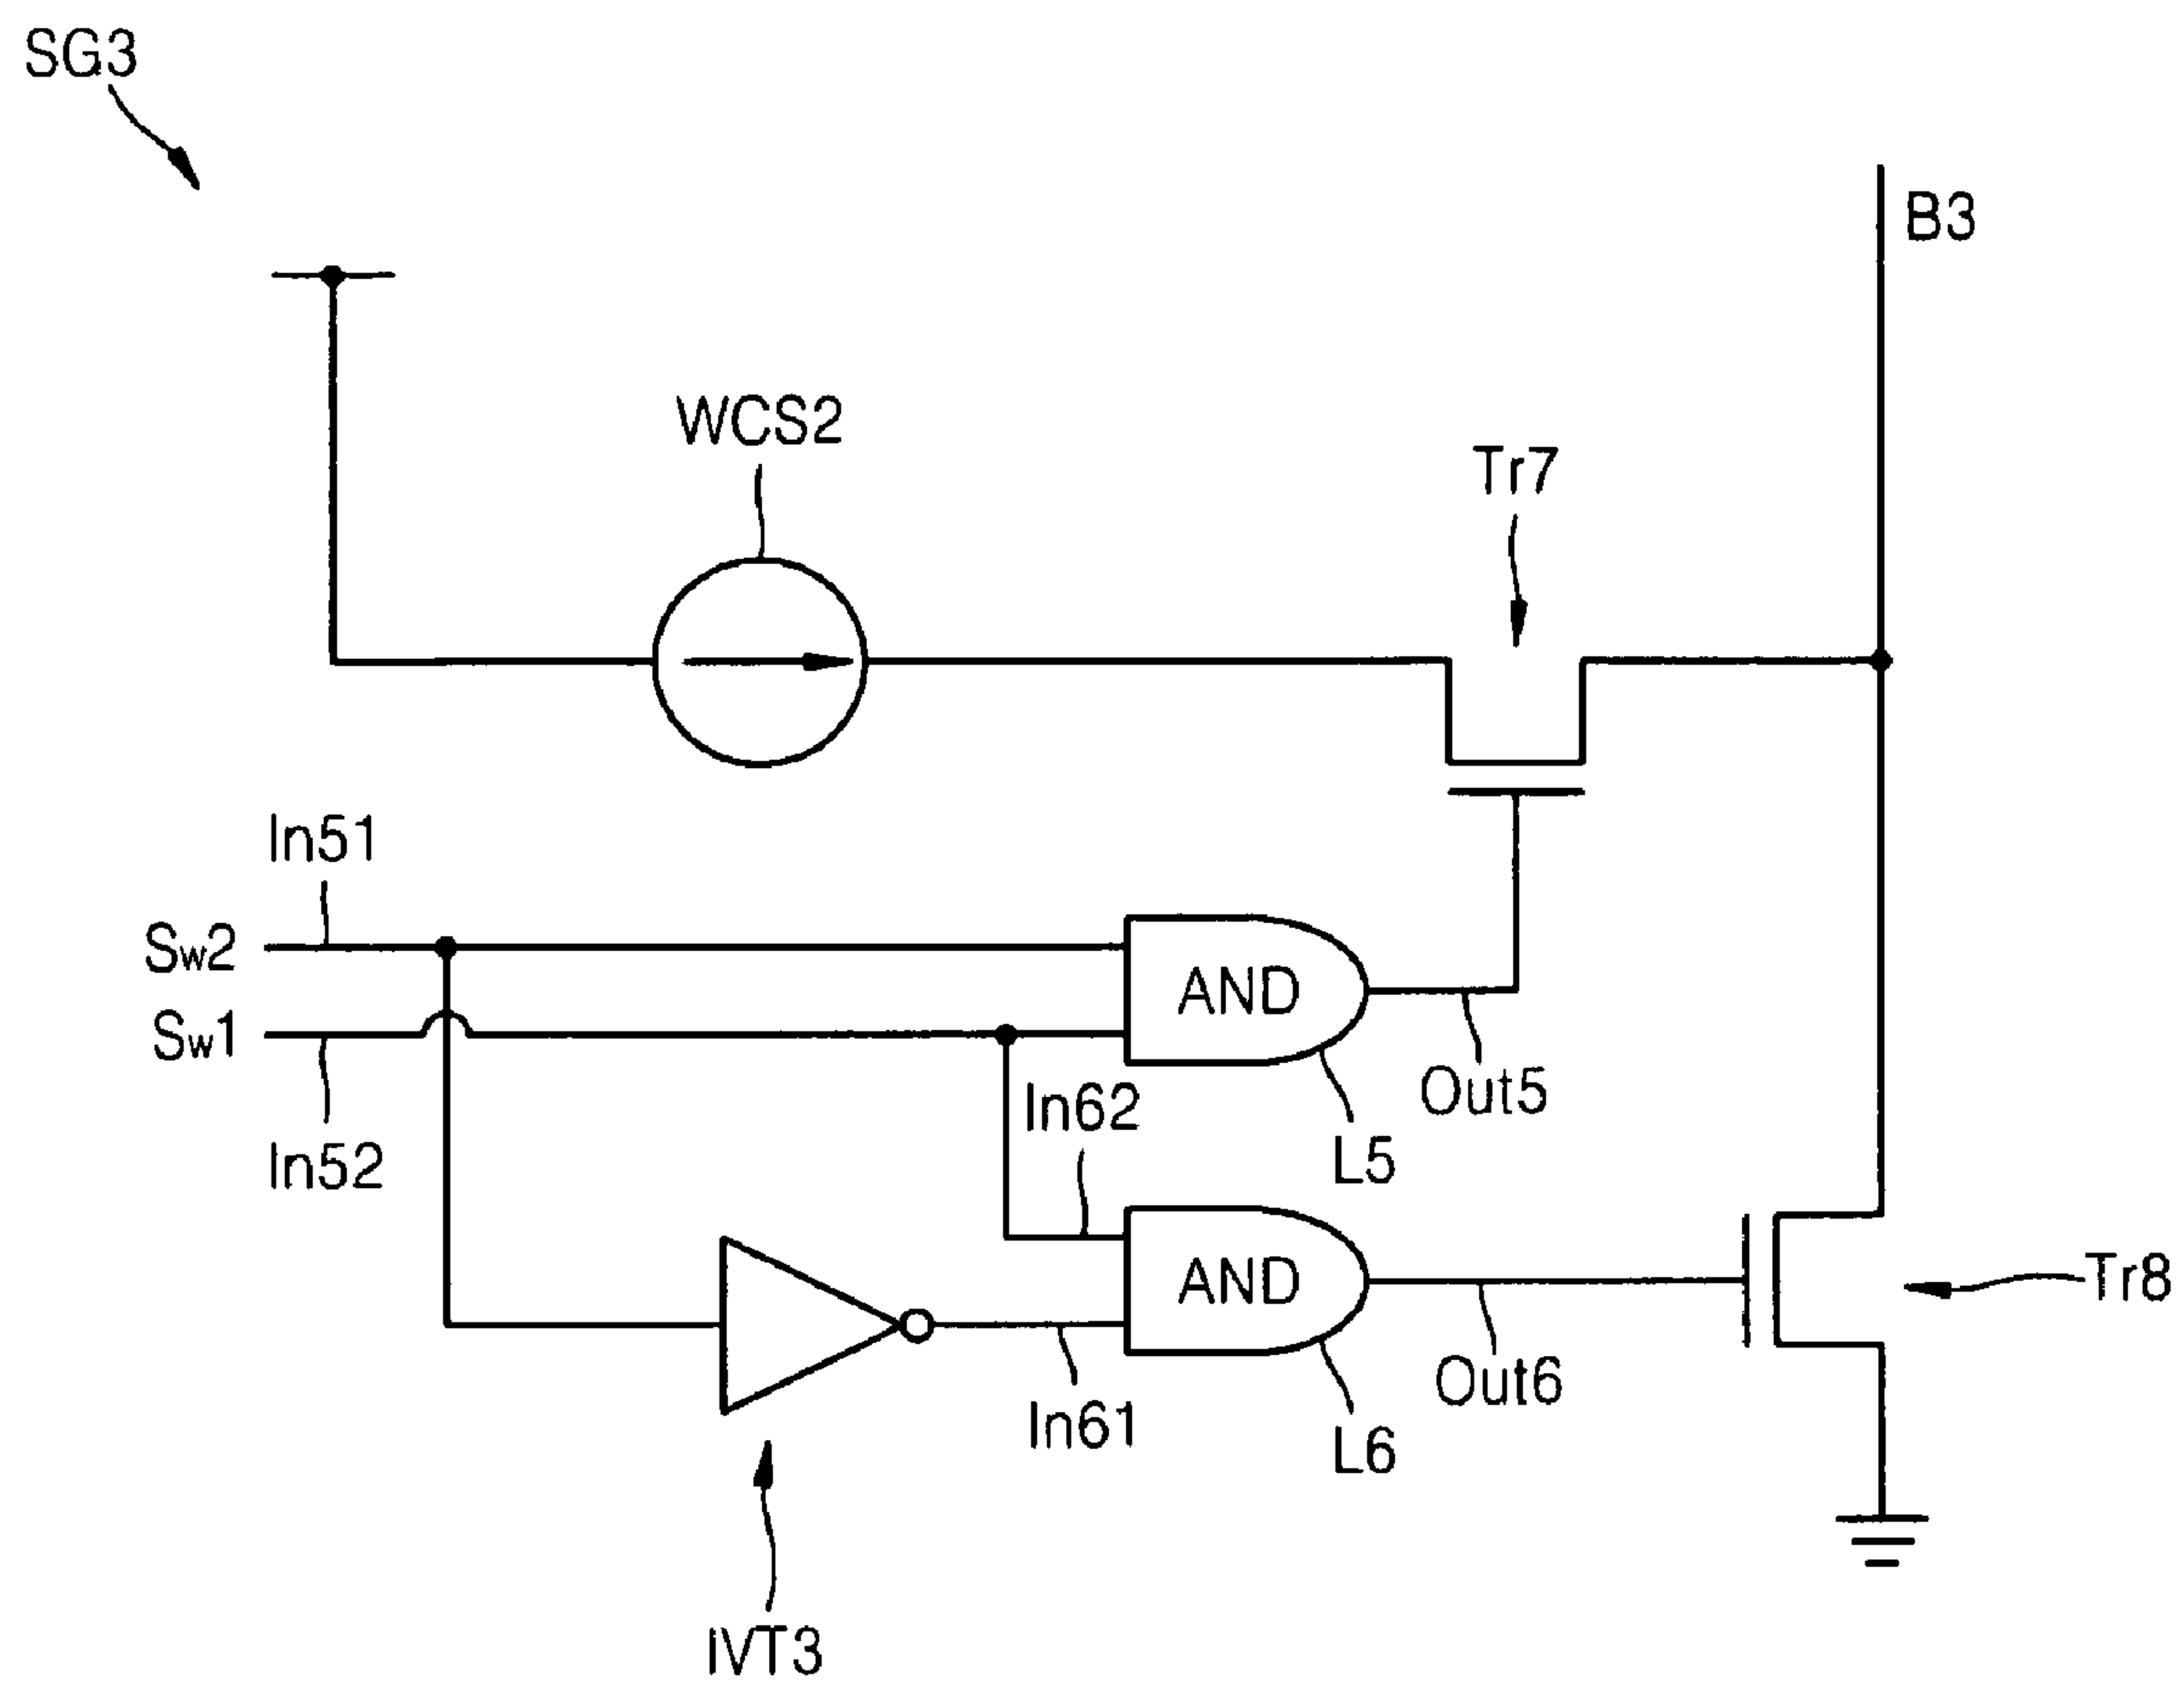 SG3
B3
WCS2
Tr7
In51
Sw2
AND
Sw1
In62
Out5
In52
L5
AND
Tr8
Out6
In61
L6
IVT3